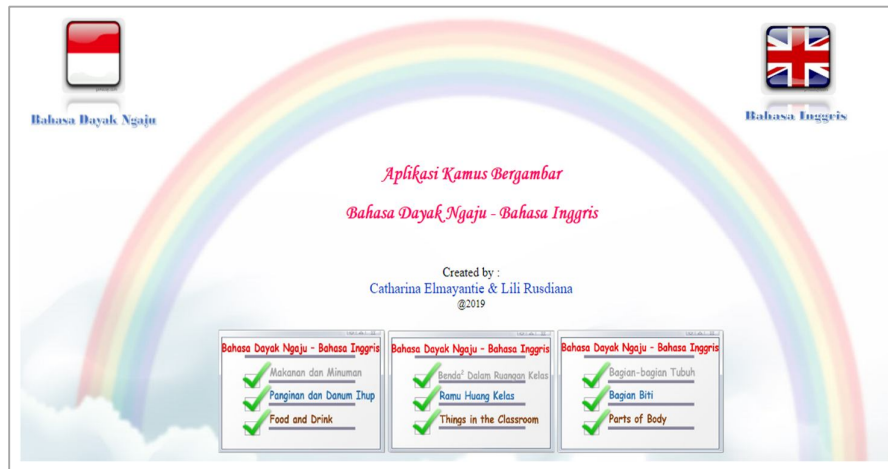 Bahasa Dayak Ngaju
Bahasa Inggris
Aplikasi Kamus Bergambar
Bahasa Dayak Ngaju - Bahasa Inggris
Created by :
Catharina Elmayantie & Lili Rusdiana
@2019
Bahasa Dayak Ngaju - Bahasa Inggris
Makanan dan Minuman
Panginan dan Danum Ihup
Food and Drink
Bahasa Dayak Ngaju - Bahasa Inggris
Benda² Dalam Ruangan Kelas
Ramu Huang Kelas
Things in the Classroom
Bahasa Dayak Ngaju - Bahasa Inggris
Bagian-bagian Tubuh
Bagian Biti
Parts of Body